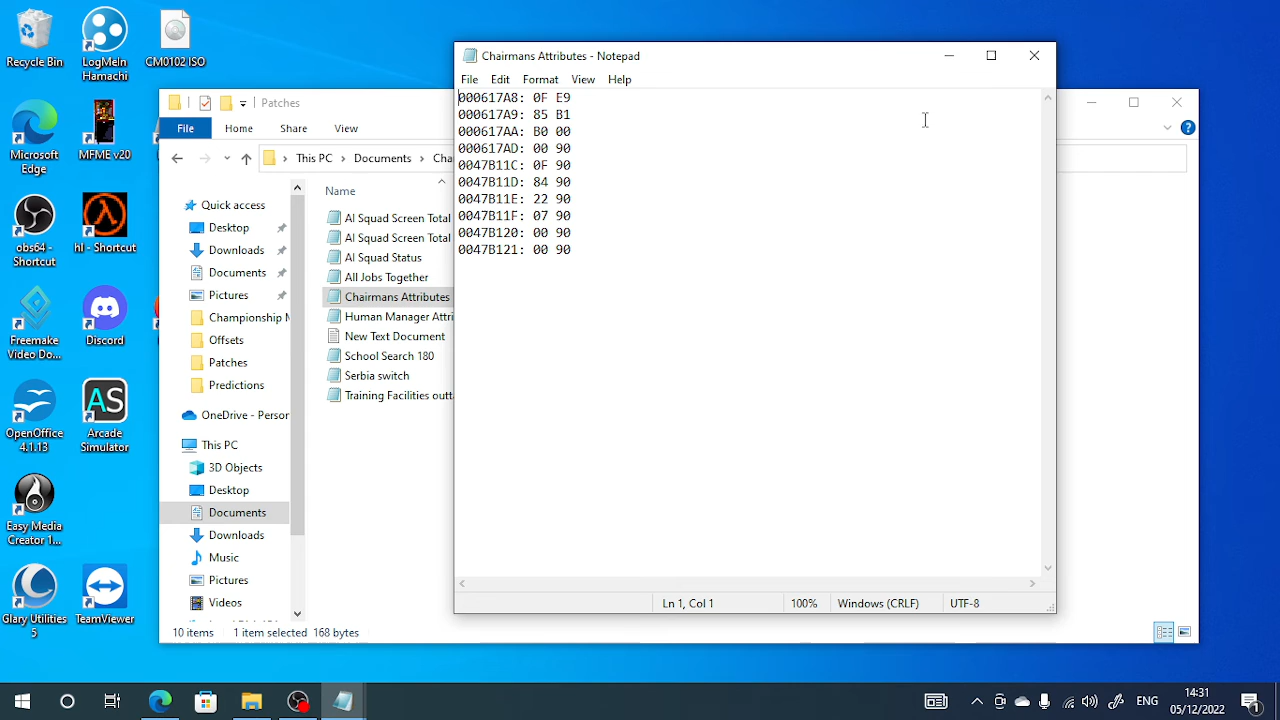 Recycle Bin
LogMeIn Hamachi
CM0102 ISO
Microsoft Edge
MFME v20
obs64 - Shortcut
hl - Shortcut
Freemake Video Do...
Discord
OpenOffice 4.1.13
Arcade Simulator
Easy Media Creator 1...
Glary Utilities 5
TeamViewer
Patches
File Home Share View
This PC > Documents > Cha
Quick access
Desktop
Downloads
Documents
Pictures
Championship M
Offsets
Patches
Predictions
OneDrive - Person
This PC
3D Objects
Desktop
Documents
Downloads
Music
Pictures
Videos
Name
AI Squad Screen Total
AI Squad Screen Total
AI Squad Status
All Jobs Together
Chairmans Attributes
Human Manager Attri
New Text Document
School Search 180
Serbia switch
Training Facilities outta
10 items 1 item selected 168 bytes
Chairmans Attributes - Notepad
File Edit Format View Help
000617A8: 0F E9
000617A9: 85 B1
000617AA: B0 00
000617AD: 00 90
0047B11C: 0F 90
0047B11D: 84 90
0047B11E: 22 90
0047B11F: 07 90
0047B120: 00 90
0047B121: 00 90
Ln 1, Col 1 100% Windows (CRLF) UTF-8
ENG
14:31
05/12/2022
1